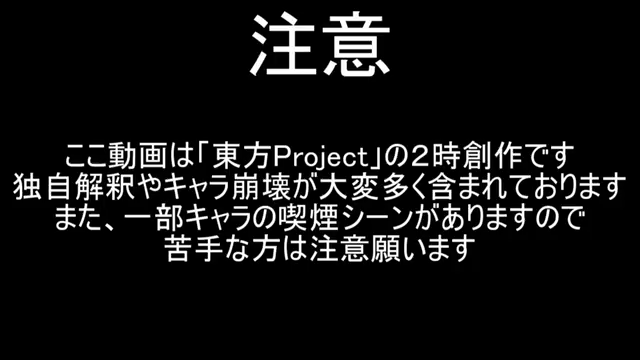 注意
ここ動画は「東方Project」の２時創作です
独自解釈やキャラ崩壊が大変多く含まれております
また、一部キャラの喫煙シーンがありますので
苦手な方は注意願います